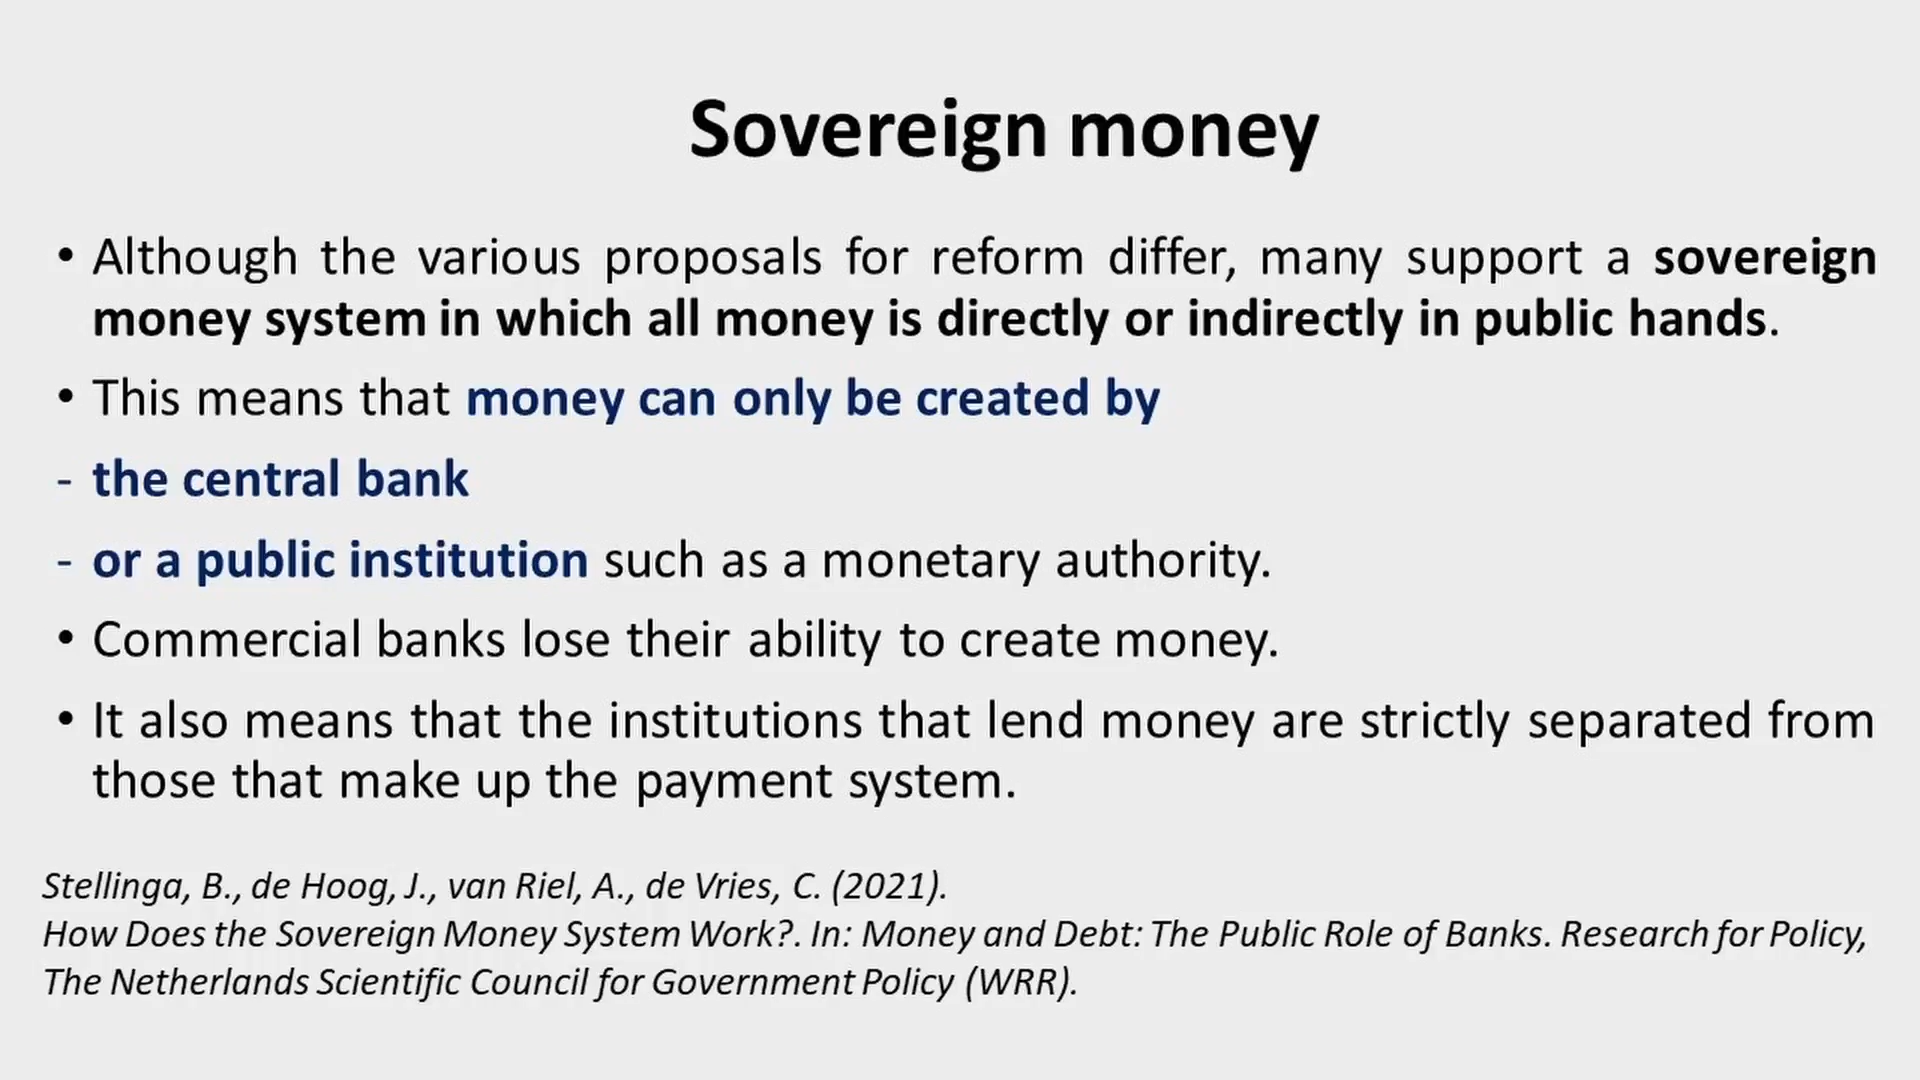 Sovereign money
• Although the various proposals for reform differ, many support a sovereign
money system in which all money is directly or indirectly in public hands.
• This means that money can only be created by
- the central bank
- or a public institution such as a monetary authority.
• Commercial banks lose their ability to create money.
• It also means that the institutions that lend money are strictly separated from
those that make up the payment system.
Stellinga, B., de Hoog, J., van Riel, A., de Vries, C. (2021).
How Does the Sovereign Money System Work?. In: Money and Debt: The Public Role of Banks. Research for Policy,
The Netherlands Scientific Council for Government Policy (WRR).